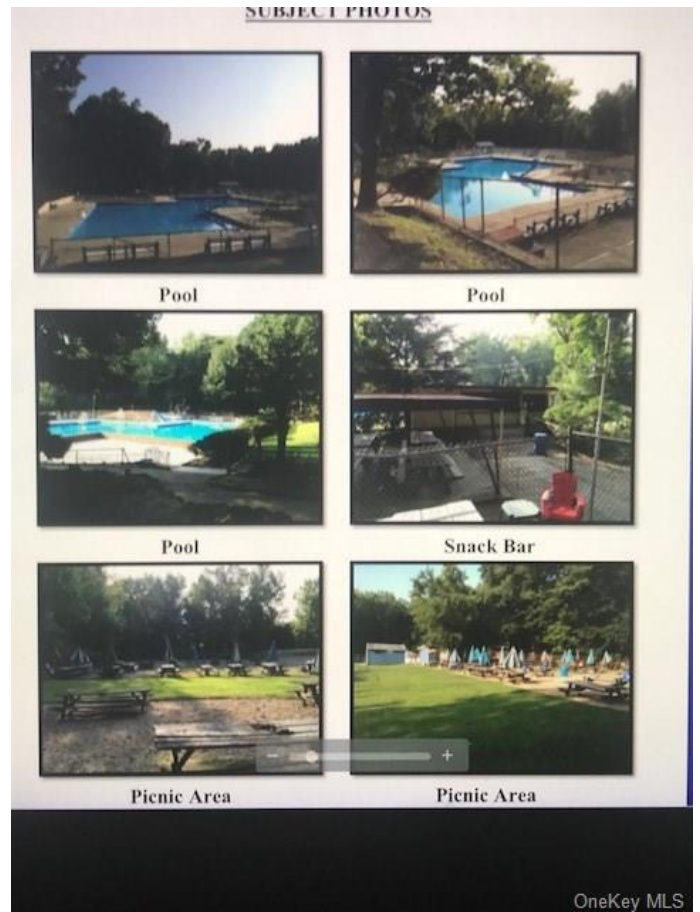 SUBJECT PHOTOS
Pool
Pool
Pool
Snack Bar
Picnic Area
Picnic Area
OneKey MLS